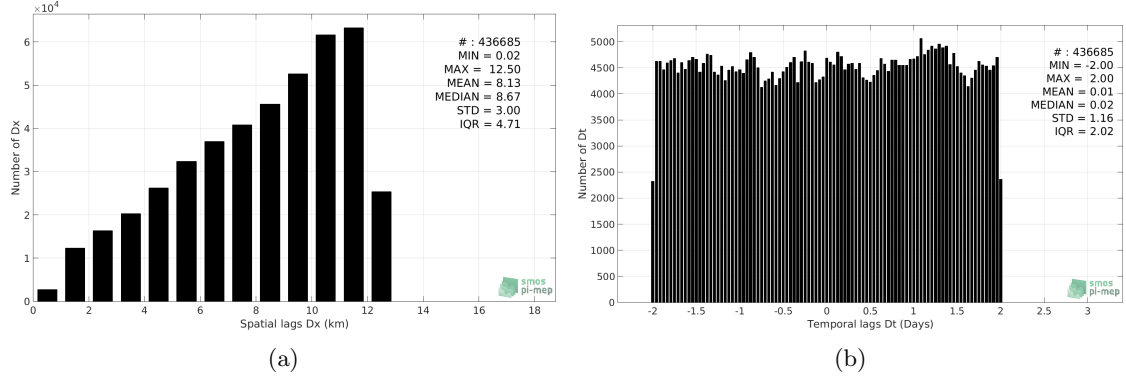 ×10⁴
6
5
4
3
2
1
0
Number of Dx
0 2 4 6 8 10 12 14 16 18
Spatial lags Dx (km)
# : 436685
MIN = 0.02
MAX = 12.50
MEAN = 8.13
MEDIAN = 8.67
STD = 3.00
IQR = 4.71
smos
pi-mep
(a)
5000
4500
4000
3500
3000
2500
2000
1500
1000
500
0
Number of Dt
-2 -1.5 -1 -0.5 0 0.5 1 1.5 2 2.5 3
Temporal lags Dt (Days)
# : 436685
MIN = -2.00
MAX = 2.00
MEAN = 0.01
MEDIAN = 0.02
STD = 1.16
IQR = 2.02
smos
pi-mep
(b)